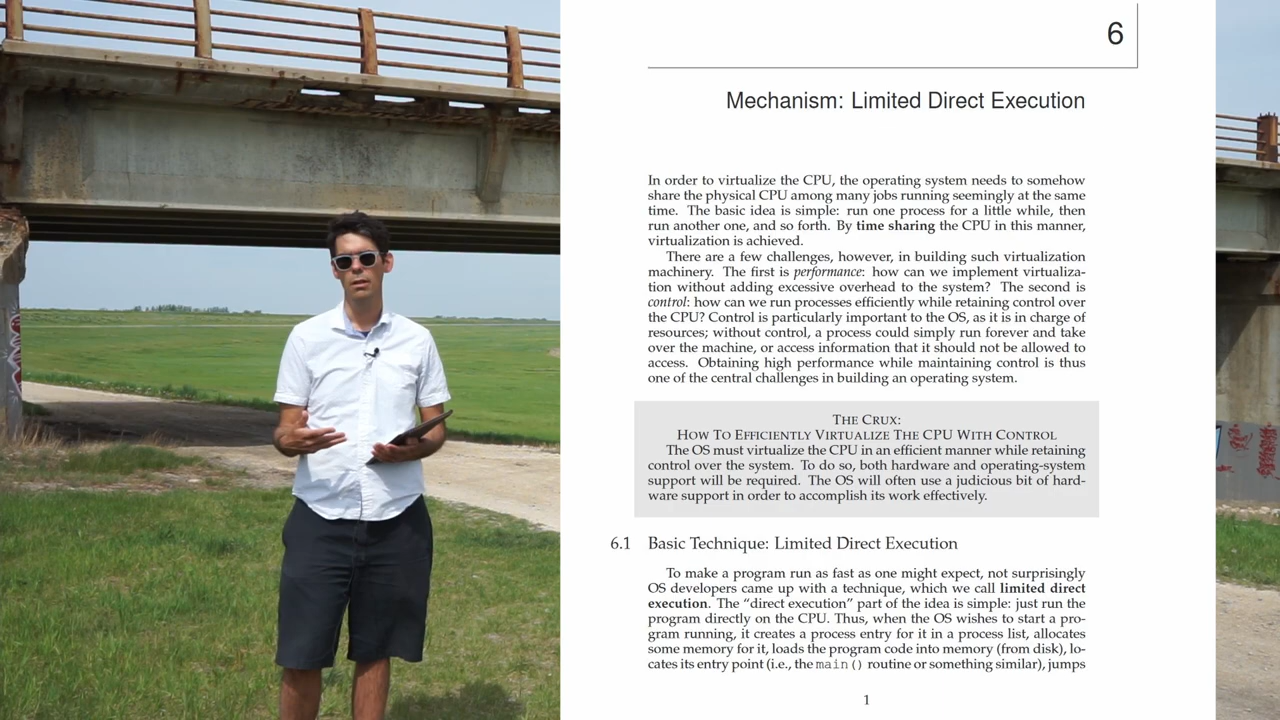 6
Mechanism: Limited Direct Execution
In order to virtualize the CPU, the operating system needs to somehow
share the physical CPU among many jobs running seemingly at the same
time. The basic idea is simple: run one process for a little while, then
run another one, and so forth. By time sharing the CPU in this manner,
virtualization is achieved.
There are a few challenges, however, in building such virtualization
machinery. The first is performance: how can we implement virtualiza-
tion without adding excessive overhead to the system? The second is
control: how can we run processes efficiently while retaining control over
the CPU? Control is particularly important to the OS, as it is in charge of
resources; without control, a process could simply run forever and take
over the machine, or access information that it should not be allowed to
access. Obtaining high performance while maintaining control is thus
one of the central challenges in building an operating system.
THE CRUX:
HOW TO EFFICIENTLY VIRTUALIZE THE CPU WITH CONTROL
The OS must virtualize the CPU in an efficient manner while retaining
control over the system. To do so, both hardware and operating-system
support will be required. The OS will often use a judicious bit of hard-
ware support in order to accomplish its work effectively.
6.1 Basic Technique: Limited Direct Execution
To make a program run as fast as one might expect, not surprisingly
OS developers came up with a technique, which we call limited direct
execution. The “direct execution” part of the idea is simple: just run the
program directly on the CPU. Thus, when the OS wishes to start a pro-
gram running, it creates a process entry for it in a process list, allocates
some memory for it, loads the program code into memory (from disk), lo-
cates its entry point (i.e., the main() routine or something similar), jumps
1